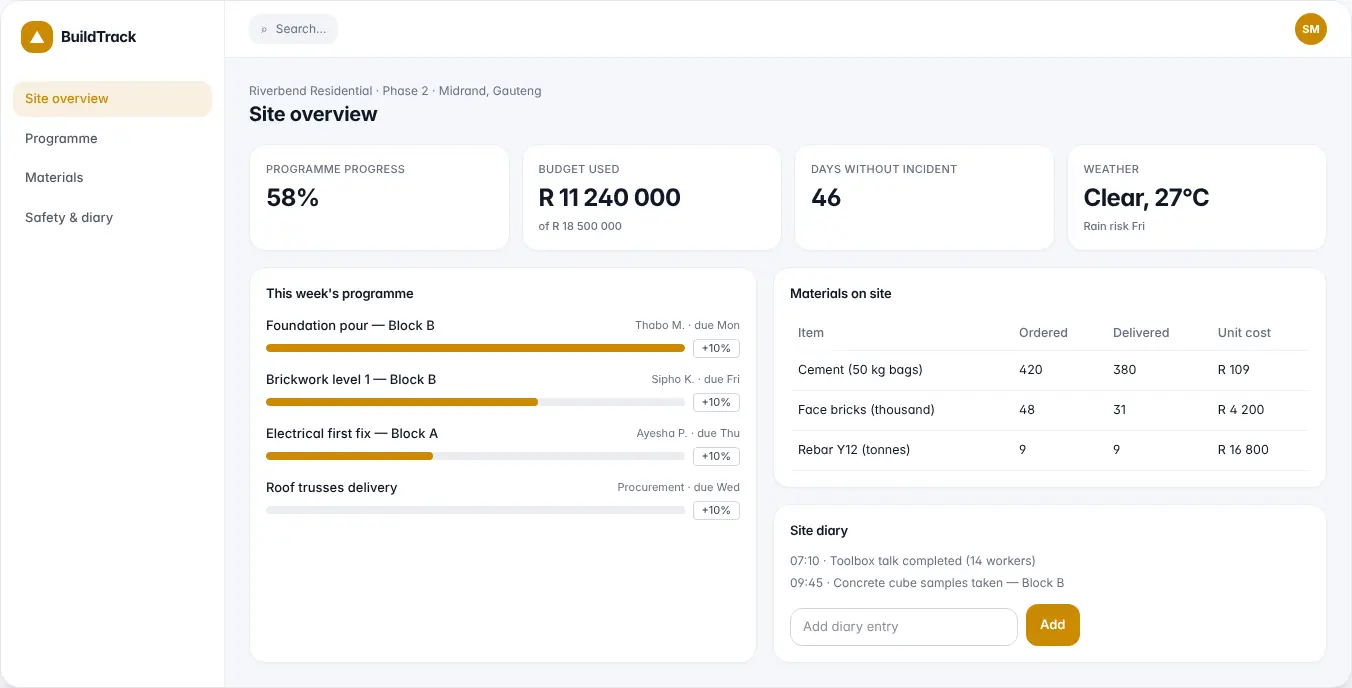 BuildTrack
Search...
SM
Site overview
Programme
Materials
Safety & diary
Riverbend Residential · Phase 2 · Midrand, Gauteng
Site overview
PROGRAMME PROGRESS
58%
BUDGET USED
R 11 240 000
of R 18 500 000
DAYS WITHOUT INCIDENT
46
WEATHER
Clear, 27°C
Rain risk Fri
This week's programme
Foundation pour — Block B Thabo M. · due Mon
+10%
Brickwork level 1 — Block B Sipho K. · due Fri
+10%
Electrical first fix — Block A Ayesha P. · due Thu
+10%
Roof trusses delivery Procurement · due Wed
+10%
Materials on site
Item Ordered Delivered Unit cost
Cement (50 kg bags) 420 380 R 109
Face bricks (thousand) 48 31 R 4 200
Rebar Y12 (tonnes) 9 9 R 16 800
Site diary
07:10 · Toolbox talk completed (14 workers)
09:45 · Concrete cube samples taken — Block B
Add diary entry Add